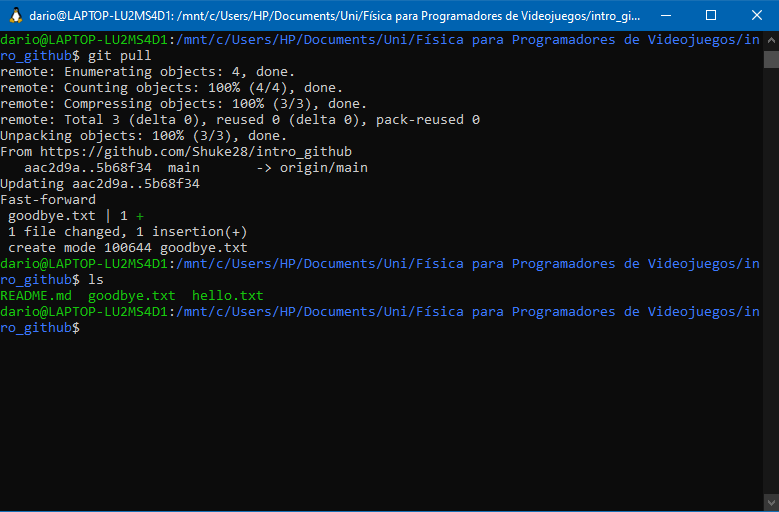 dario@LAPTOP-LU2MS4D1: /mnt/c/Users/HP/Documents/Uni/Física para Programadores de Videojuegos/intro_gi...
dario@LAPTOP-LU2MS4D1:/mnt/c/Users/HP/Documents/Uni/Física para Programadores de Videojuegos/in
ro_github$ git pull
remote: Enumerating objects: 4, done.
remote: Counting objects: 100% (4/4), done.
remote: Compressing objects: 100% (3/3), done.
remote: Total 3 (delta 0), reused 0 (delta 0), pack-reused 0
Unpacking objects: 100% (3/3), done.
From https://github.com/Shuke28/intro_github
   aac2d9a..5b68f34  main       -> origin/main
Updating aac2d9a..5b68f34
Fast-forward
 goodbye.txt | 1 +
 1 file changed, 1 insertion(+)
 create mode 100644 goodbye.txt
dario@LAPTOP-LU2MS4D1:/mnt/c/Users/HP/Documents/Uni/Física para Programadores de Videojuegos/in
ro_github$ ls
README.md  goodbye.txt  hello.txt
dario@LAPTOP-LU2MS4D1:/mnt/c/Users/HP/Documents/Uni/Física para Programadores de Videojuegos/in
ro_github$